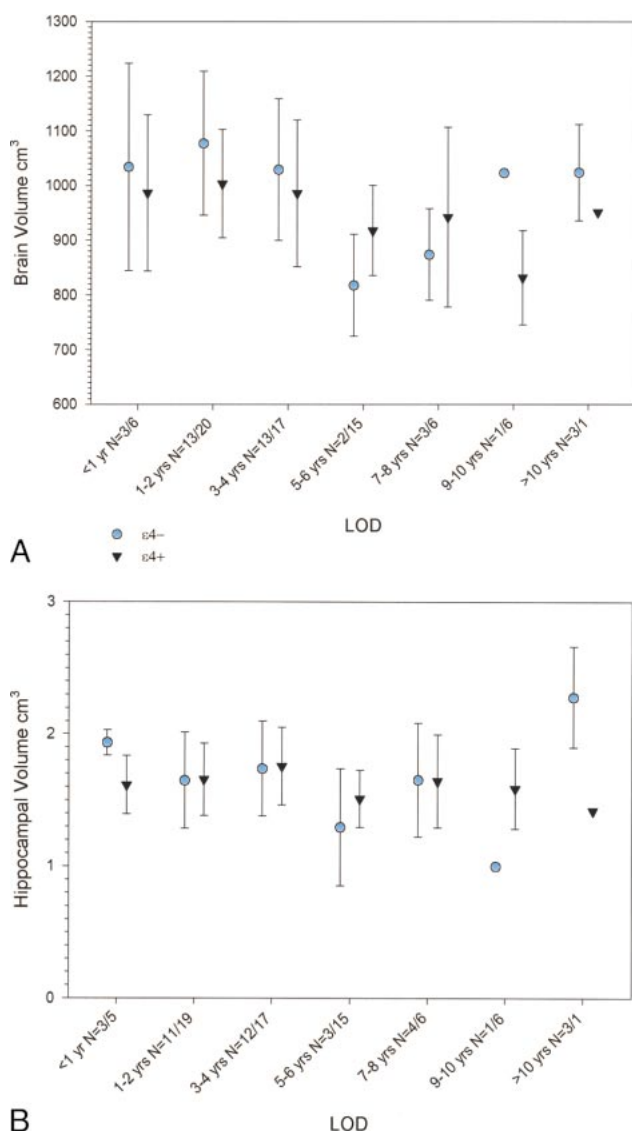 A
1300
1200
1100
1000
900
800
700
600
Brain Volume cm³
<1 yr N=3/6
1-2 yrs N=13/20
3-4 yrs N=13/17
5-6 yrs N=2/15
7-8 yrs N=3/6
9-10 yrs N=1/6
>10 yrs N=3/1
LOD
ε4−
ε4+
B
3
2
1
0
Hippocampal Volume cm³
<1 yr N=3/5
1-2 yrs N=11/19
3-4 yrs N=12/17
5-6 yrs N=3/15
7-8 yrs N=4/6
9-10 yrs N=1/6
>10 yrs N=3/1
LOD